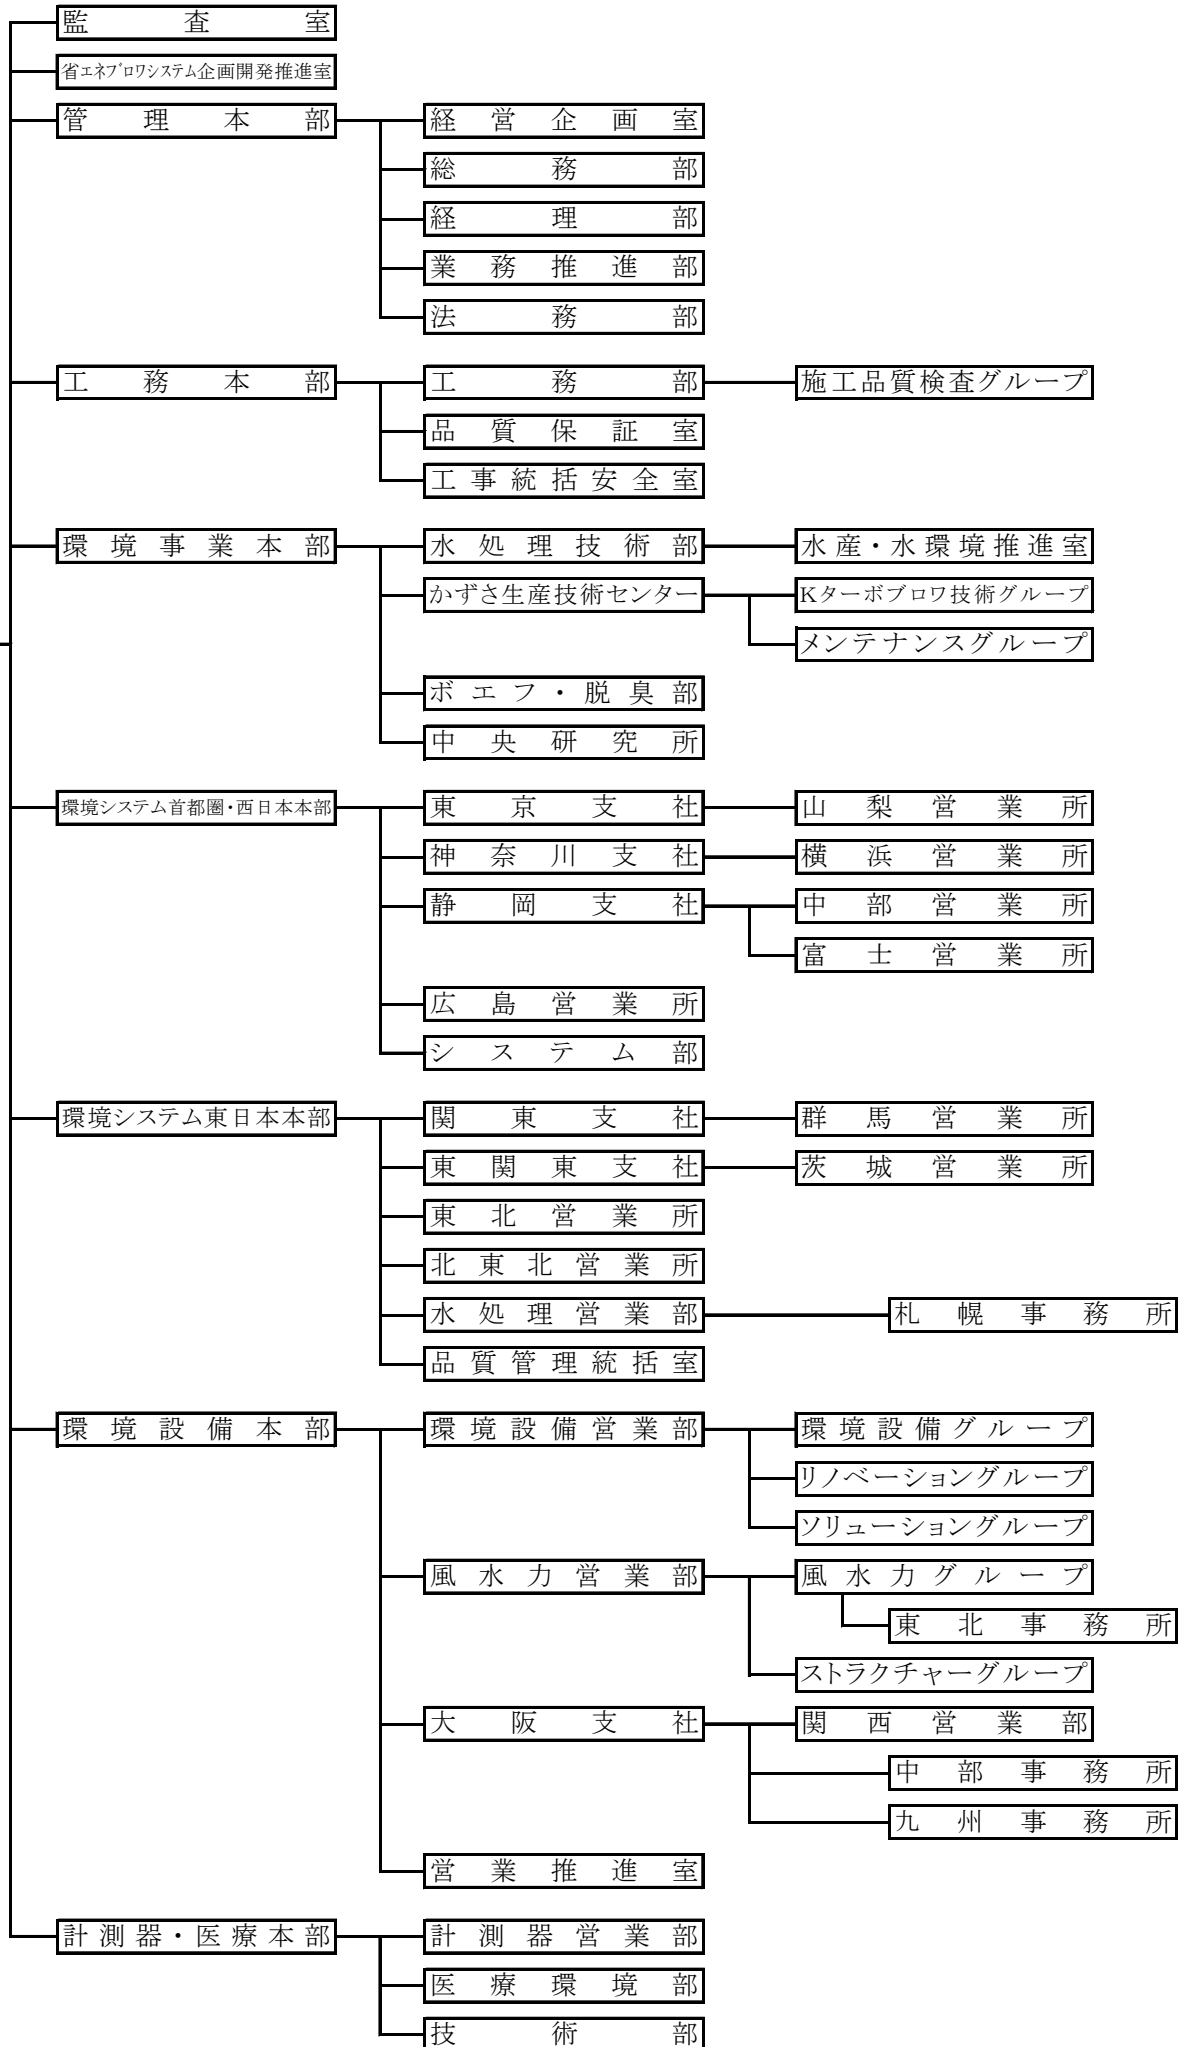 監査室
省エネブロワシステム企画開発推進室
管理本部
経営企画室
総務部
経理部
業務推進部
法務部
工務本部
工務部
施工品質検査グループ
品質保証室
工事統括安全室
環境事業本部
水処理技術部
水産・水環境推進室
かずさ生産技術センター
Kターボブロワ技術グループ
メンテナンスグループ
ボエフ・脱臭部
中央研究所
環境システム首都圏・西日本本部
東京支社
山梨営業所
神奈川支社
横浜営業所
静岡支社
中部営業所
富士営業所
広島営業所
システム部
環境システム東日本本部
関東支社
群馬営業所
東関東支社
茨城営業所
東北営業所
北東北営業所
水処理営業部
札幌事務所
品質管理統括室
環境設備本部
環境設備営業部
環境設備グループ
リノベーショングループ
ソリューショングループ
風水力営業部
風水力グループ
東北事務所
ストラクチャーグループ
大阪支社
関西営業部
中部事務所
九州事務所
営業推進室
計測器・医療本部
計測器営業部
医療環境部
技術部